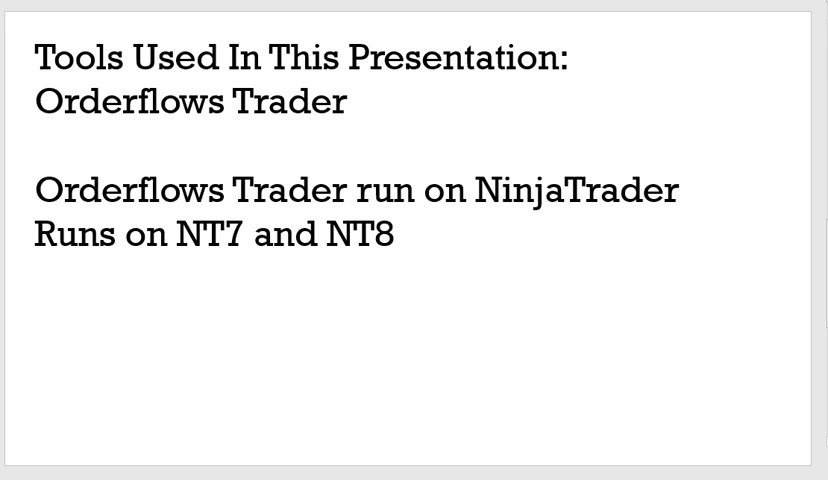 Tools Used In This Presentation:
Orderflows Trader
Orderflows Trader run on NinjaTrader
Runs on NT7 and NT8